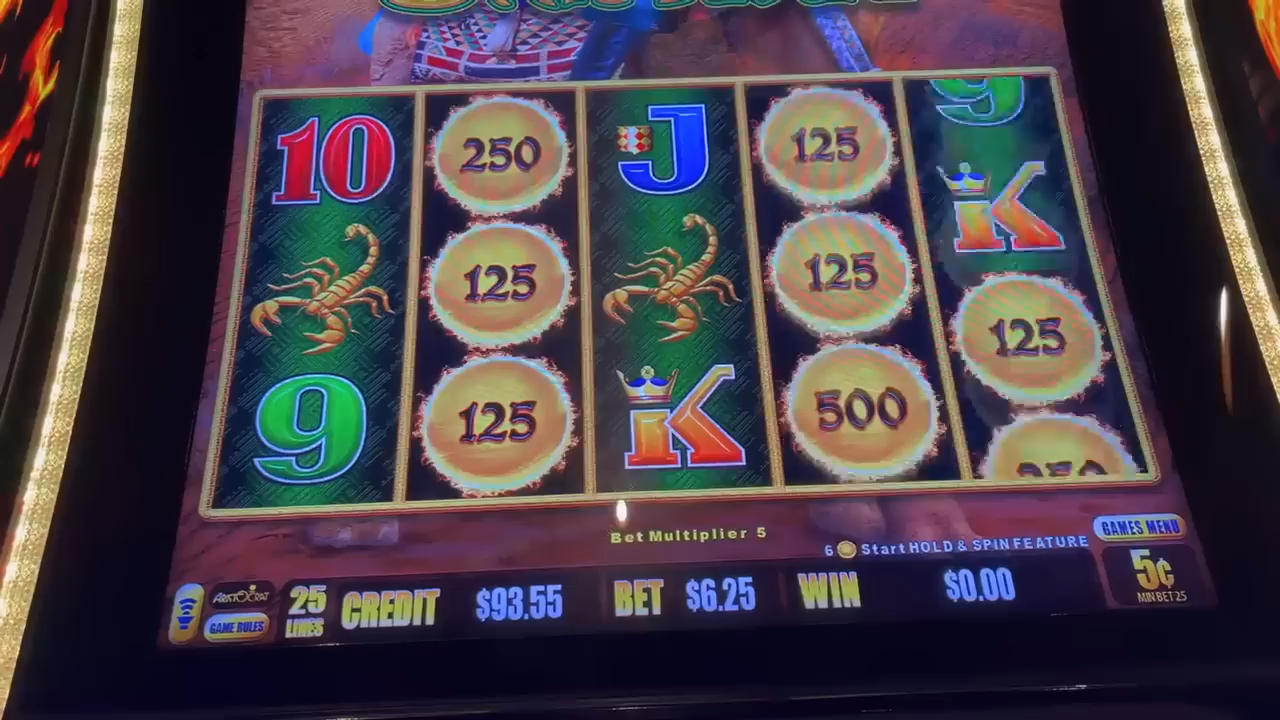 10 250 J 125 9
K
125 125
125
9 125 K 500
Bet Multiplier 5
6 Start HOLD & SPIN FEATURE
GAMES MENU
ARISTOCRAT
GAME RULES
25 LINES
CREDIT $93.55
BET $6.25
WIN $0.00
5¢
MIN BET 25